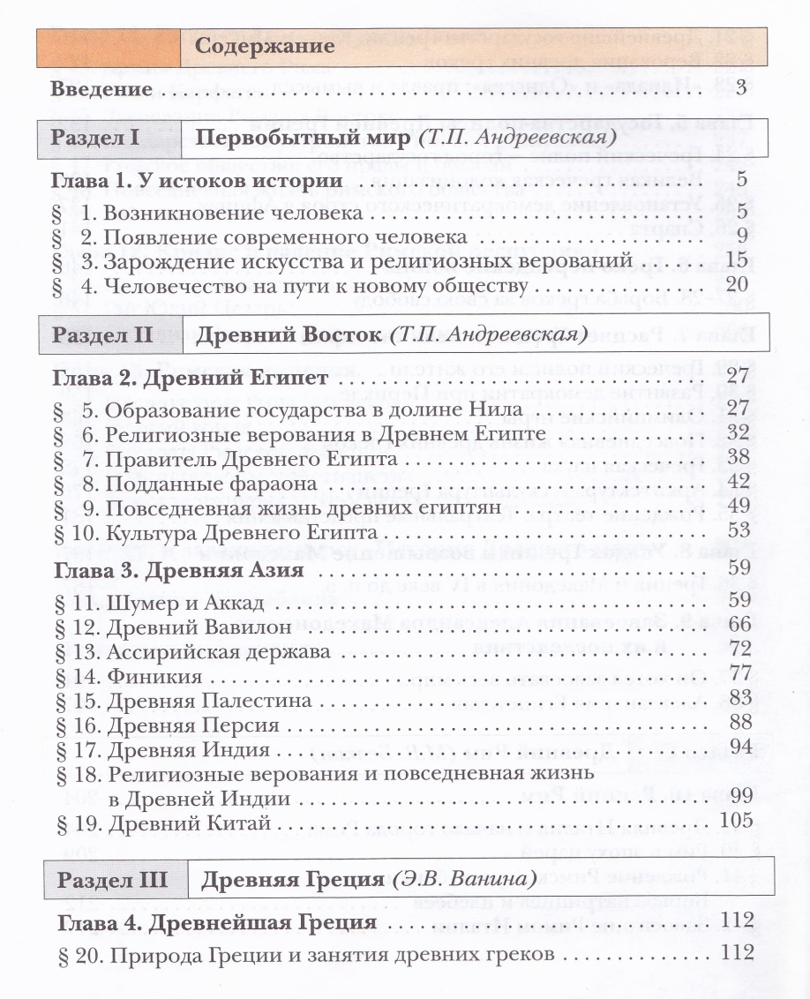 Содержание
Введение . . . . . . . . . . . . . . . . . . . . . . . . . . . . . . . . . . . . . . . . . . 3
Раздел I Первобытный мир (Т.П. Андреевская)
Глава 1. У истоков истории . . . . . . . . . . . . . . . . . . . . . . . . . . . . 5
§ 1. Возникновение человека . . . . . . . . . . . . . . . . . . . . . . . . . . . 5
§ 2. Появление современного человека . . . . . . . . . . . . . . . . . . 9
§ 3. Зарождение искусства и религиозных верований . . . . . 15
§ 4. Человечество на пути к новому обществу . . . . . . . . . . . . . 20
Раздел II Древний Восток (Т.П. Андреевская)
Глава 2. Древний Египет . . . . . . . . . . . . . . . . . . . . . . . . . . . . . 27
§ 5. Образование государства в долине Нила . . . . . . . . . . . . . 27
§ 6. Религиозные верования в Древнем Египте . . . . . . . . . . . . 32
§ 7. Правитель Древнего Египта . . . . . . . . . . . . . . . . . . . . . . . . 38
§ 8. Подданные фараона . . . . . . . . . . . . . . . . . . . . . . . . . . . . . . 42
§ 9. Повседневная жизнь древних египтян . . . . . . . . . . . . . . . 49
§ 10. Культура Древнего Египта . . . . . . . . . . . . . . . . . . . . . . . . . 53
Глава 3. Древняя Азия . . . . . . . . . . . . . . . . . . . . . . . . . . . . . . . 59
§ 11. Шумер и Аккад . . . . . . . . . . . . . . . . . . . . . . . . . . . . . . . . . . 59
§ 12. Древний Вавилон . . . . . . . . . . . . . . . . . . . . . . . . . . . . . . . . 66
§ 13. Ассирийская держава . . . . . . . . . . . . . . . . . . . . . . . . . . . . . 72
§ 14. Финикия . . . . . . . . . . . . . . . . . . . . . . . . . . . . . . . . . . . . . . . 77
§ 15. Древняя Палестина . . . . . . . . . . . . . . . . . . . . . . . . . . . . . . 83
§ 16. Древняя Персия . . . . . . . . . . . . . . . . . . . . . . . . . . . . . . . . . 88
§ 17. Древняя Индия . . . . . . . . . . . . . . . . . . . . . . . . . . . . . . . . . . 94
§ 18. Религиозные верования и повседневная жизнь
в Древней Индии . . . . . . . . . . . . . . . . . . . . . . . . . . . . . . . . 99
§ 19. Древний Китай . . . . . . . . . . . . . . . . . . . . . . . . . . . . . . . . . . 105
Раздел III Древняя Греция (Э.В. Ванина)
Глава 4. Древнейшая Греция . . . . . . . . . . . . . . . . . . . . . . . . . . 112
§ 20. Природа Греции и занятия древних греков . . . . . . . . . . . . 112